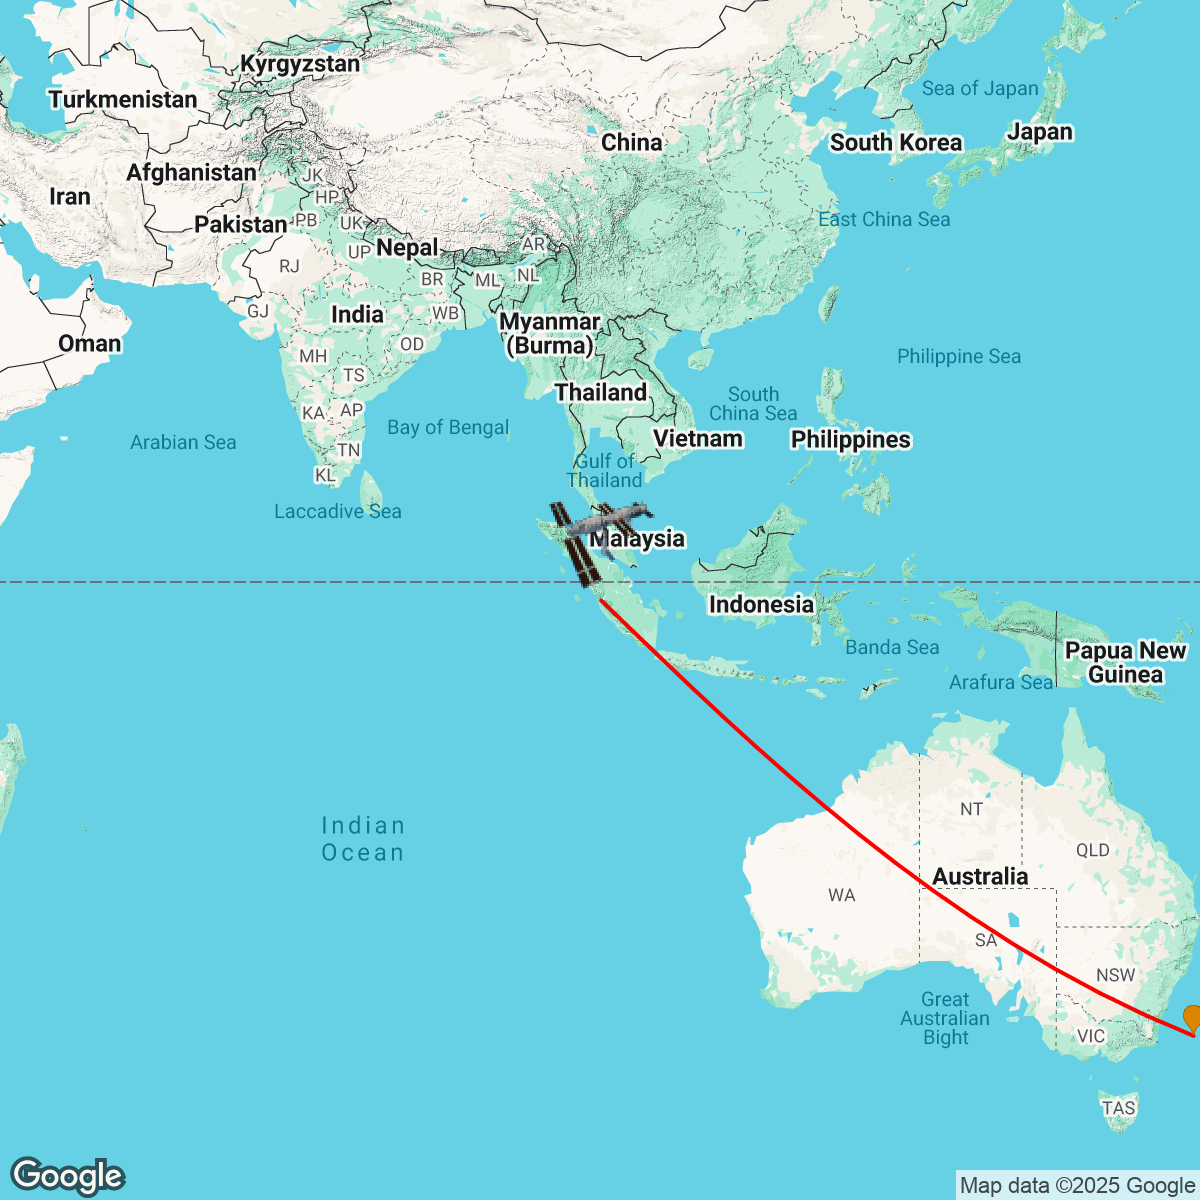 Kyrgyzstan
Turkmenistan
Sea of Japan
China
South Korea
Japan
Afghanistan
JK
Iran
HP
Pakistan
PB
UK
East China Sea
UP
Nepal
AR
RJ
BR
ML
NL
GJ
India
WB
Myanmar
(Burma)
Oman
OD
MH
Philippine Sea
TS
Thailand
South
China Sea
KA
AP
Bay of Bengal
Arabian Sea
Vietnam
Philippines
TN
Gulf of
Thailand
KL
Laccadive Sea
Malaysia
Indonesia
Banda Sea
Papua New
Guinea
Arafura Sea
NT
Indian
Ocean
QLD
Australia
WA
SA
NSW
Great
Australian
Bight
VIC
TAS
Google
Map data ©2025 Google